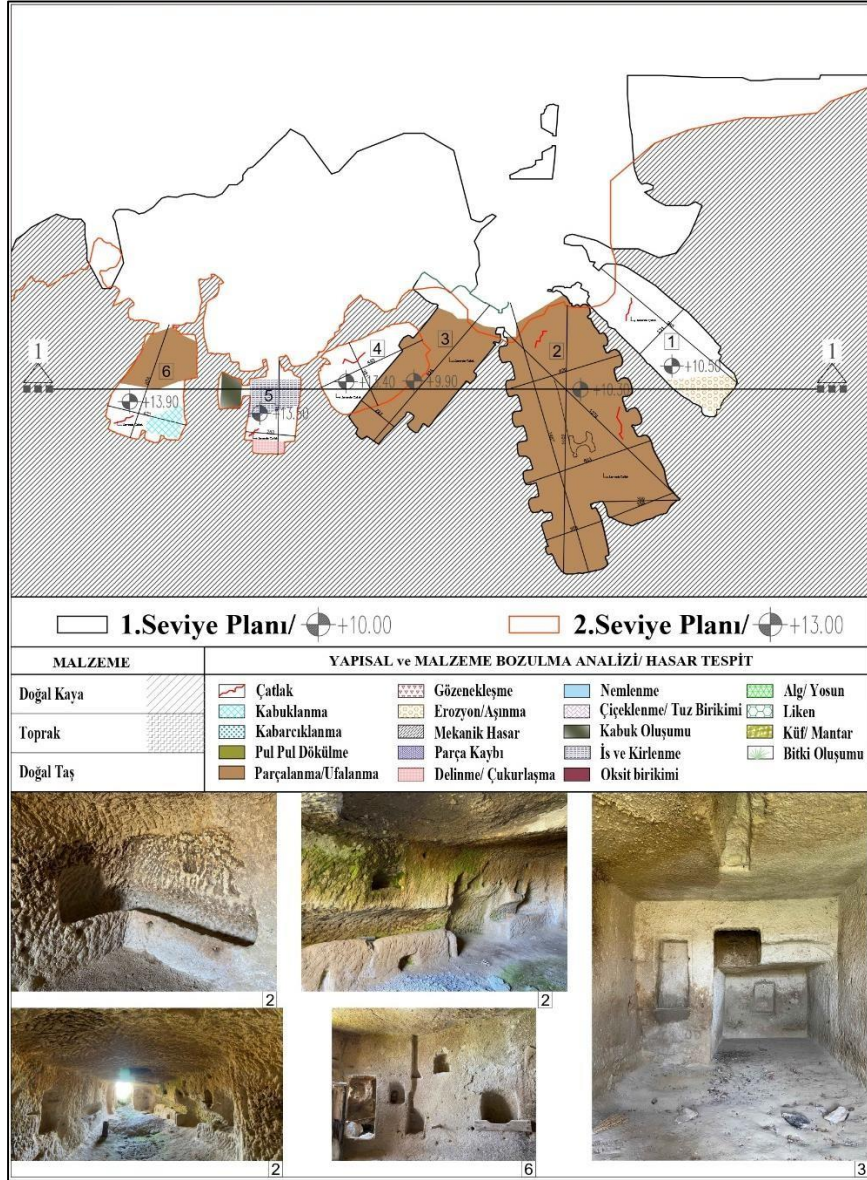 1
2
3
4
5
6
1
1
+10.50
+17.40
+9.90
+13.90
+13.50
1.Seviye Planı/ +10.00
2.Seviye Planı/ +13.00
MALZEME
YAPISAL ve MALZEME BOZULMA ANALİZİ/ HASAR TESPİT
Doğal Kaya
Toprak
Doğal Taş
Çatlak
Kabuklanma
Kabarcıklanma
Pul Pul Dökülme
Parçalanma/Ufalanma
Gözenekleşme
Erozyon/Aşınma
Mekanik Hasar
Parça Kaybı
Delinme/ Çukurlaşma
Nemlenme
Çiçeklenme/ Tuz Birikimi
Kabuk Oluşumu
İs ve Kirlenme
Oksit birikimi
Alg/ Yosun
Liken
Küf/ Mantar
Bitki Oluşumu
2
2
2
6
3